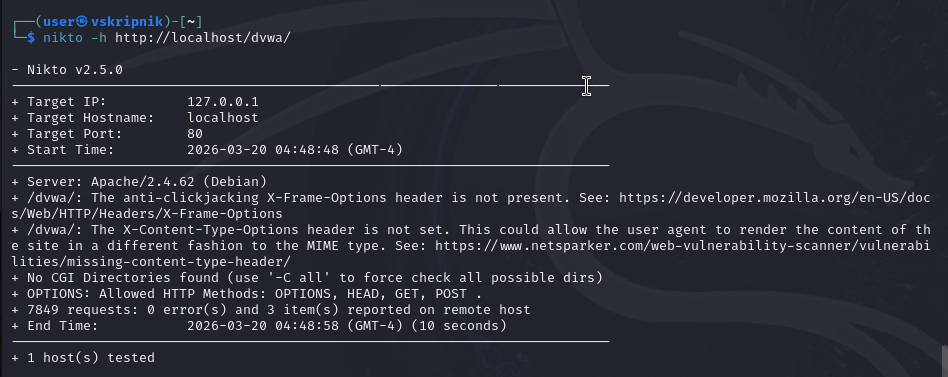 ┌──(user㉿vskripnik)-[~]
└─$ nikto -h http://localhost/dvwa/
- Nikto v2.5.0
+ Target IP: 127.0.0.1
+ Target Hostname: localhost
+ Target Port: 80
+ Start Time: 2026-03-20 04:48:48 (GMT-4)
+ Server: Apache/2.4.62 (Debian)
+ /dvwa/: The anti-clickjacking X-Frame-Options header is not present. See: https://developer.mozilla.org/en-US/doc
s/Web/HTTP/Headers/X-Frame-Options
+ /dvwa/: The X-Content-Type-Options header is not set. This could allow the user agent to render the content of th
e site in a different fashion to the MIME type. See: https://www.netsparker.com/web-vulnerability-scanner/vulnerabi
lities/missing-content-type-header/
+ No CGI Directories found (use '-C all' to force check all possible dirs)
+ OPTIONS: Allowed HTTP Methods: OPTIONS, HEAD, GET, POST .
+ 7849 requests: 0 error(s) and 3 item(s) reported on remote host
+ End Time: 2026-03-20 04:48:58 (GMT-4) (10 seconds)
+ 1 host(s) tested